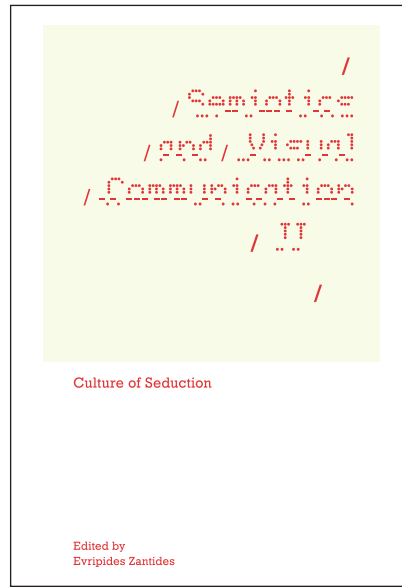 /
/ Semiotics
/ and / Visual
/ Communication
/ II
/
Culture of Seduction
Edited by
Evripides Zantides